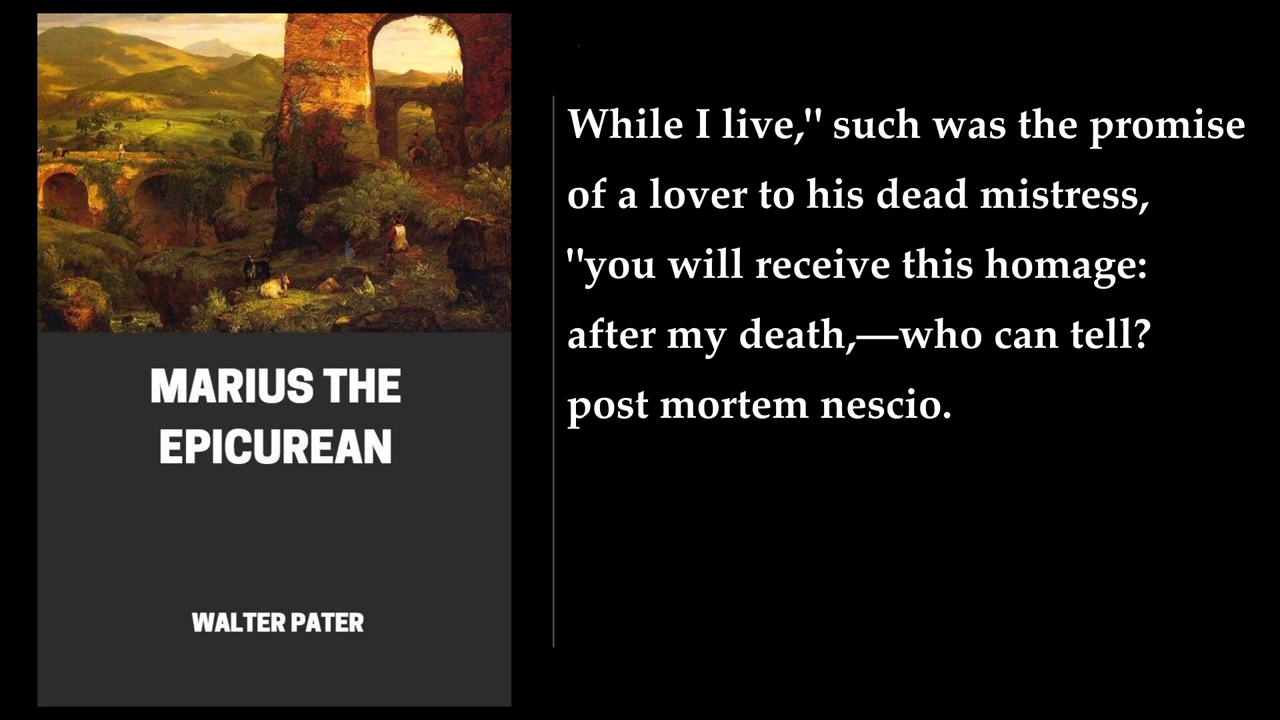 MARIUS THE
EPICUREAN
WALTER PATER
While I live," such was the promise
of a lover to his dead mistress,
"you will receive this homage:
after my death,—who can tell?
post mortem nescio.